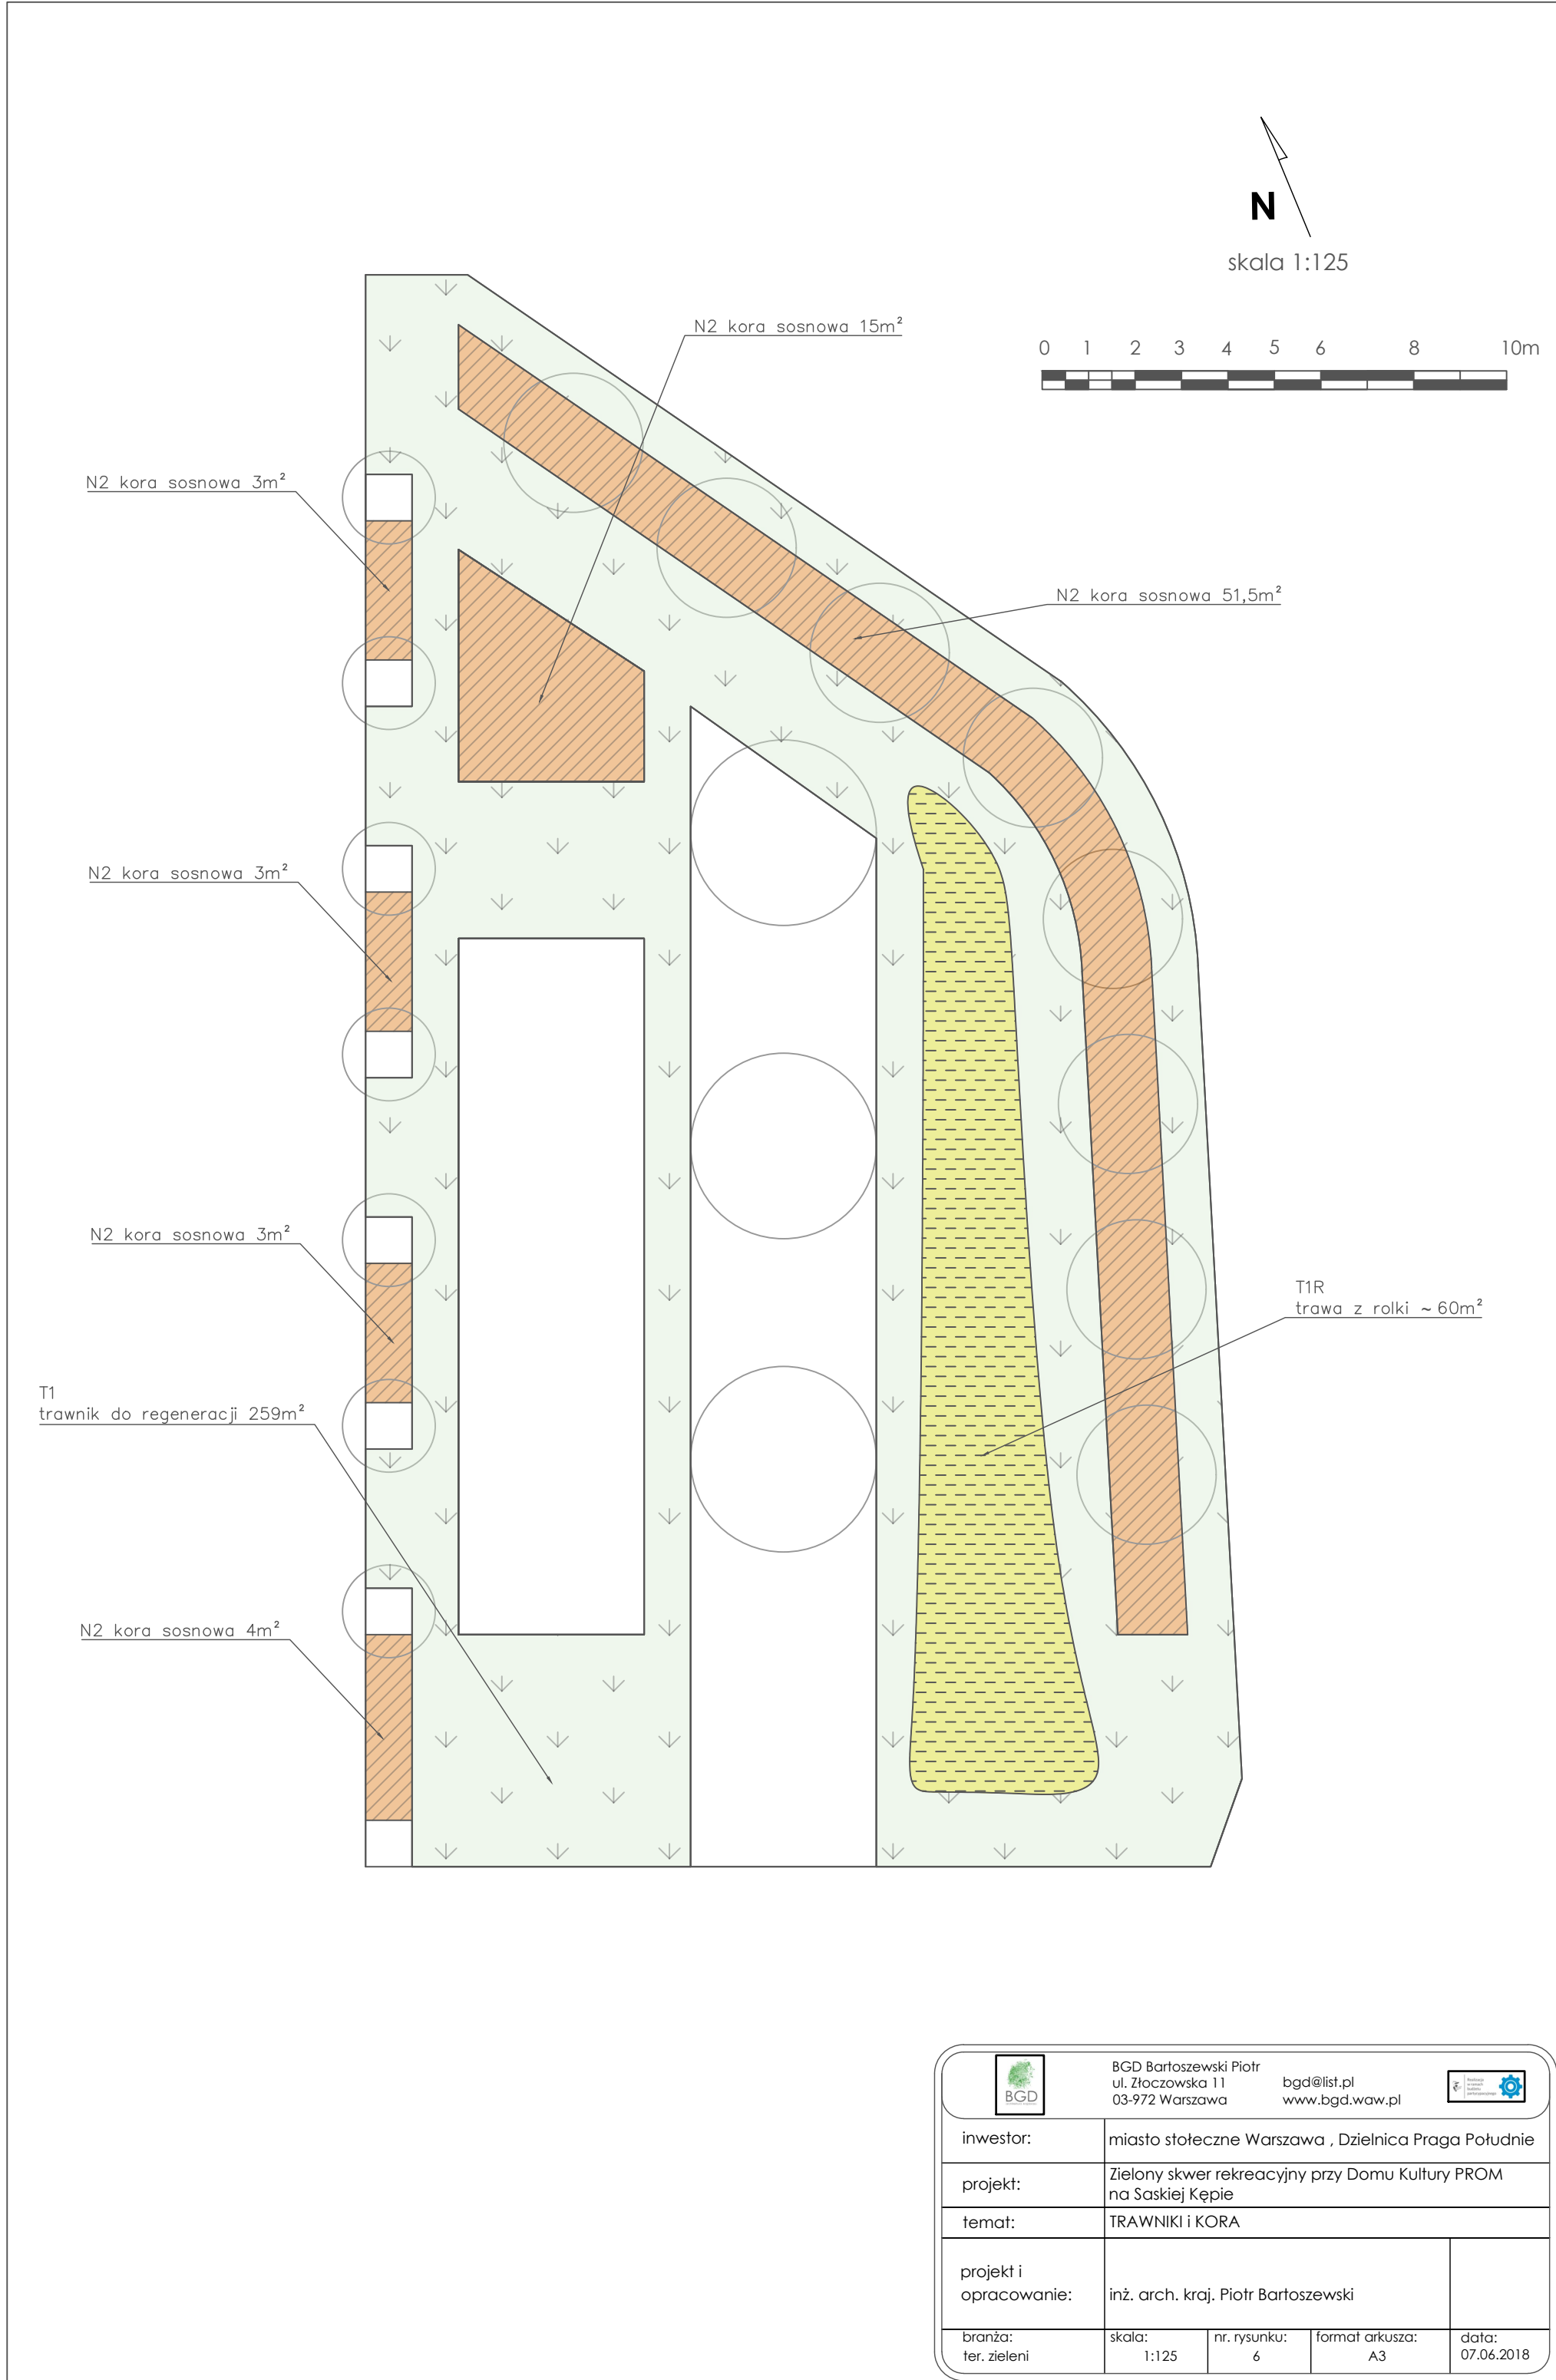 N
skala 1:125
0 1 2 3 4 5 6 8 10m
N2 kora sosnowa 15m²
N2 kora sosnowa 3m²
N2 kora sosnowa 51,5m²
N2 kora sosnowa 3m²
N2 kora sosnowa 3m²
T1R
trawa z rolki ~ 60m²
T1
trawnik do regeneracji 259m²
N2 kora sosnowa 4m²
BGD
BGD Bartoszewski Piotr
ul. Złoczowska 11
03-972 Warszawa
bgd@list.pl
www.bgd.waw.pl
inwestor:
miasto stołeczne Warszawa , Dzielnica Praga Południe
projekt:
Zielony skwer rekreacyjny przy Domu Kultury PROM
na Saskiej Kępie
temat:
TRAWNIKI i KORA
projekt i
opracowanie:
inż. arch. kraj. Piotr Bartoszewski
branża:
ter. zieleni
skala:
1:125
nr. rysunku:
6
format arkusza:
A3
data:
07.06.2018